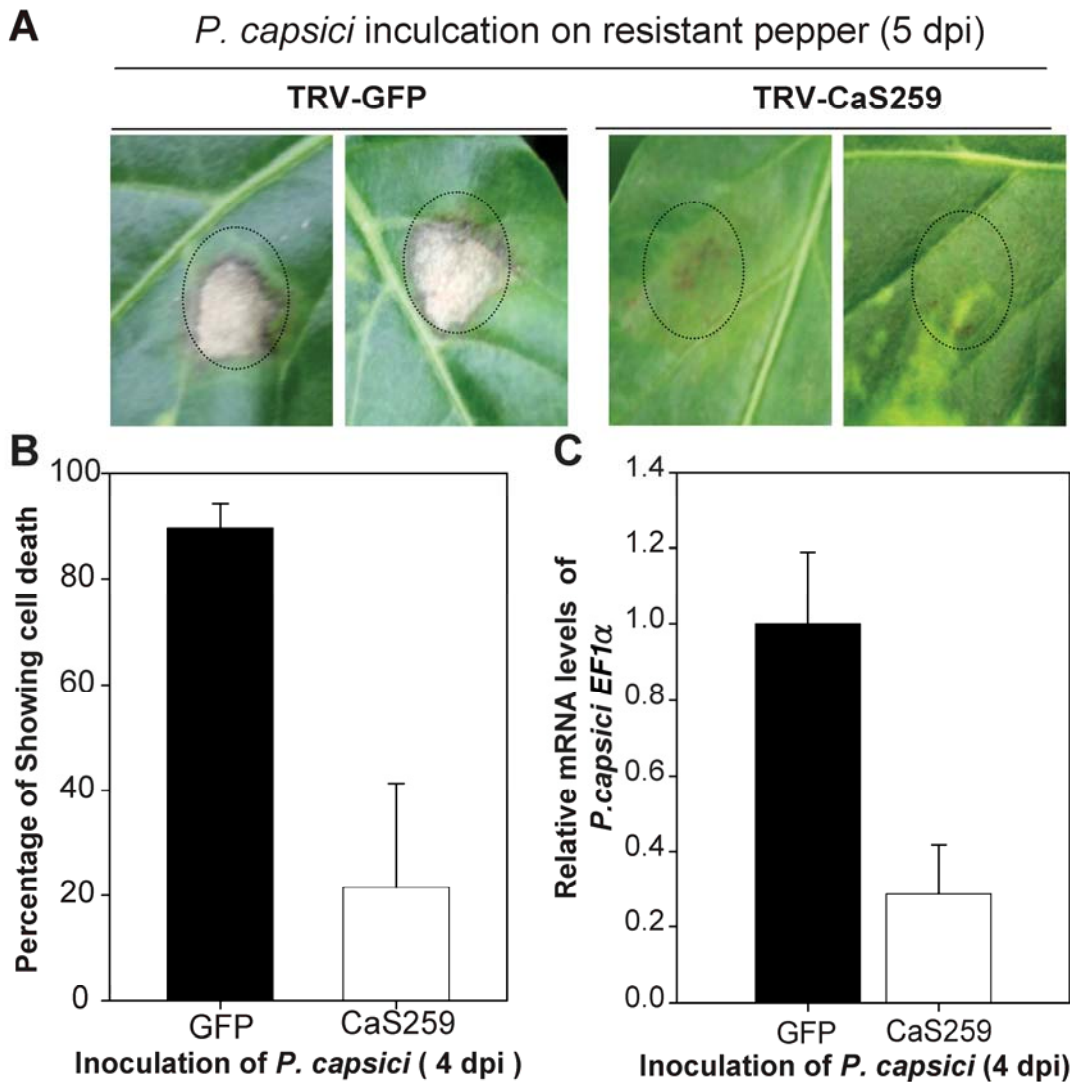 A
P. capsici inculcation on resistant pepper (5 dpi)
TRV-GFP
TRV-CaS259
B
Percentage of Showing cell death
100
80
60
40
20
0
GFP
CaS259
Inoculation of P. capsici ( 4 dpi )
C
Relative mRNA levels of
P.capsici EF1α
1.4
1.2
1.0
0.8
0.6
0.4
0.2
0.0
GFP
CaS259
Inoculation of P. capsici (4 dpi)